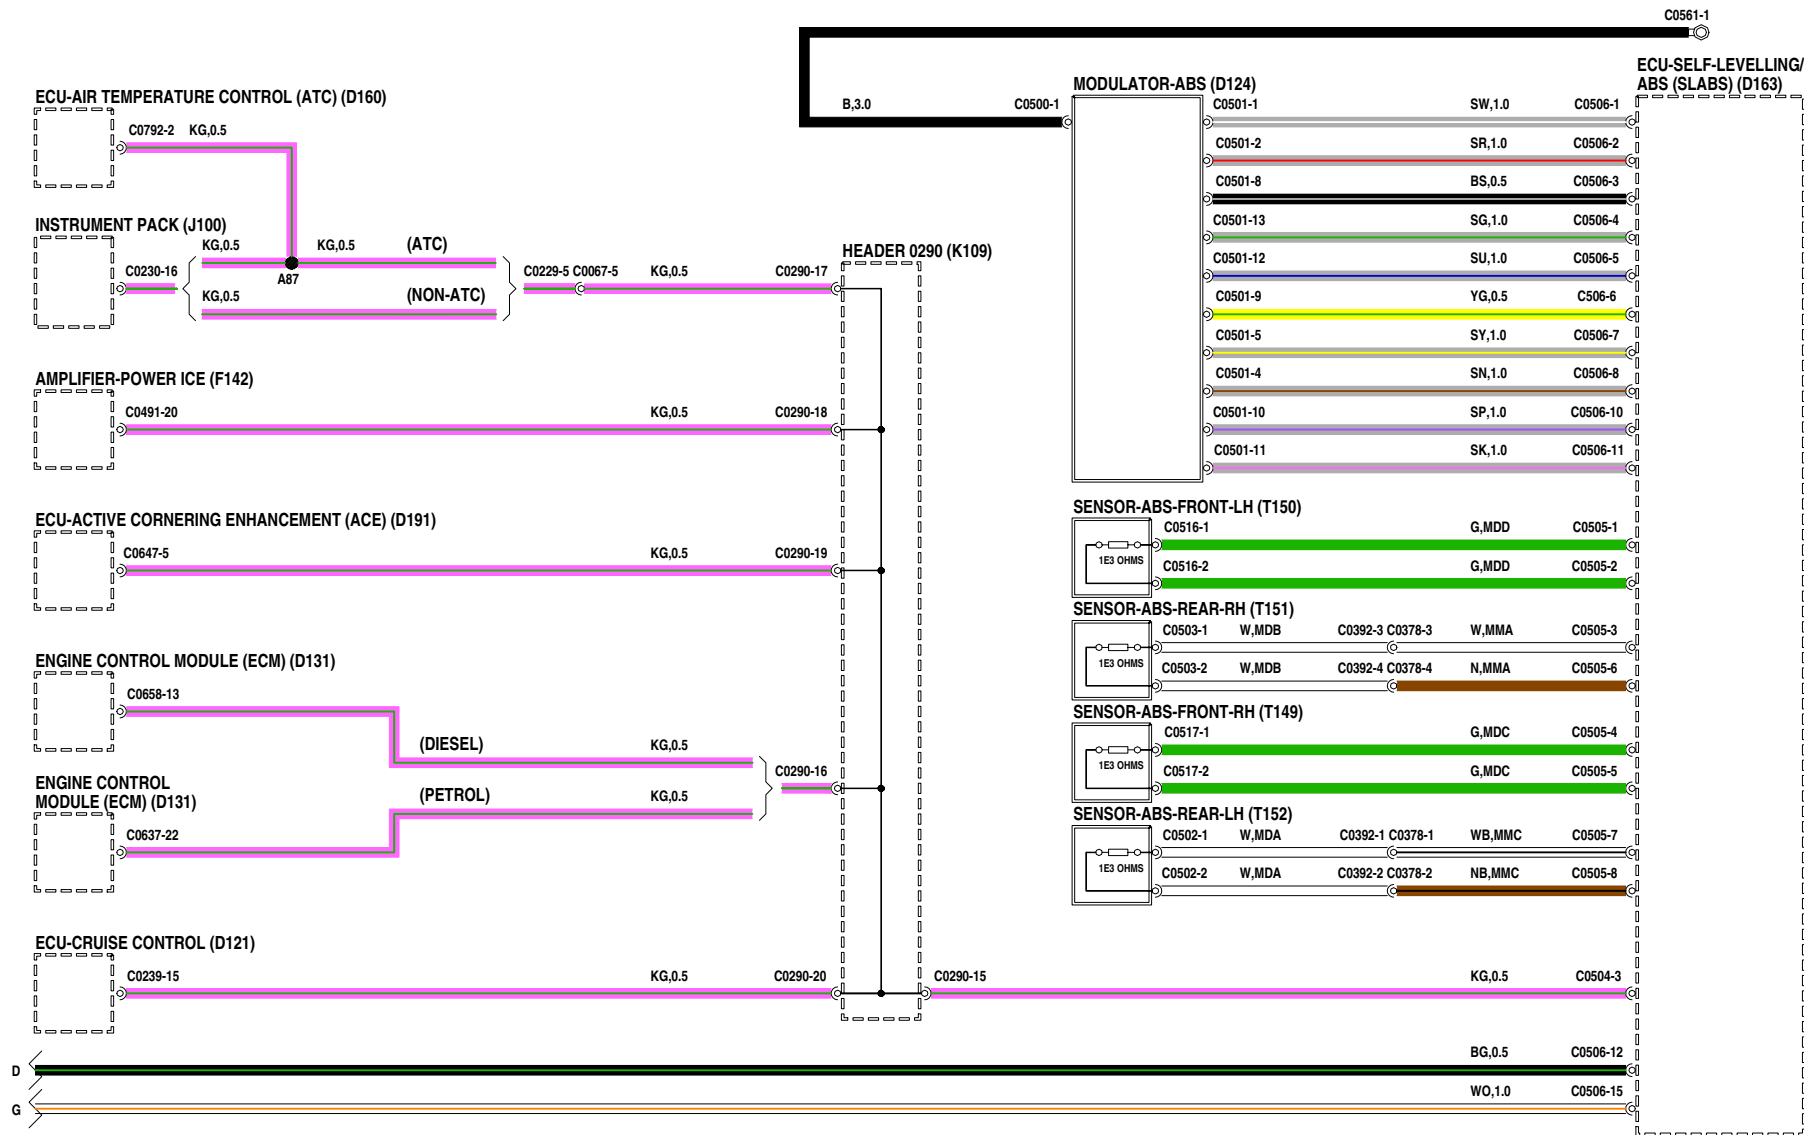 C0561-1
ECU-SELF-LEVELLING/
ABS (SLABS) (D163)
MODULATOR-ABS (D124)
ECU-AIR TEMPERATURE CONTROL (ATC) (D160)
B,3.0 C0500-1 C0501-1 SW,1.0 C0506-1
C0792-2 KG,0.5
C0501-2 SR,1.0 C0506-2
C0501-8 BS,0.5 C0506-3
INSTRUMENT PACK (J100)
C0501-13 SG,1.0 C0506-4
KG,0.5 KG,0.5 (ATC)
HEADER 0290 (K109)
C0501-12 SU,1.0 C0506-5
C0230-16 A87 C0229-5 C0067-5 KG,0.5 C0290-17
KG,0.5 (NON-ATC)
C0501-9 YG,0.5 C506-6
C0501-5 SY,1.0 C0506-7
AMPLIFIER-POWER ICE (F142)
C0501-4 SN,1.0 C0506-8
C0491-20 KG,0.5 C0290-18
C0501-10 SP,1.0 C0506-10
C0501-11 SK,1.0 C0506-11
SENSOR-ABS-FRONT-LH (T150)
ECU-ACTIVE CORNERING ENHANCEMENT (ACE) (D191)
C0516-1 G,MDD C0505-1
C0647-5 KG,0.5 C0290-19
1E3 OHMS
C0516-2 G,MDD C0505-2
SENSOR-ABS-REAR-RH (T151)
C0503-1 W,MDB C0392-3 C0378-3 W,MMA C0505-3
1E3 OHMS
C0503-2 W,MDB C0392-4 C0378-4 N,MMA C0505-6
ENGINE CONTROL MODULE (ECM) (D131)
C0658-13
SENSOR-ABS-FRONT-RH (T149)
C0517-1 G,MDC C0505-4
(DIESEL) KG,0.5
1E3 OHMS
C0517-2 G,MDC C0505-5
C0290-16
ENGINE CONTROL
MODULE (ECM) (D131)
(PETROL) KG,0.5
SENSOR-ABS-REAR-LH (T152)
C0637-22
C0502-1 W,MDA C0392-1 C0378-1 WB,MMC C0505-7
1E3 OHMS
C0502-2 W,MDA C0392-2 C0378-2 NB,MMC C0505-8
ECU-CRUISE CONTROL (D121)
C0239-15 KG,0.5 C0290-20 C0290-15 KG,0.5 C0504-3
BG,0.5 C0506-12
D
WO,1.0 C0506-15
G